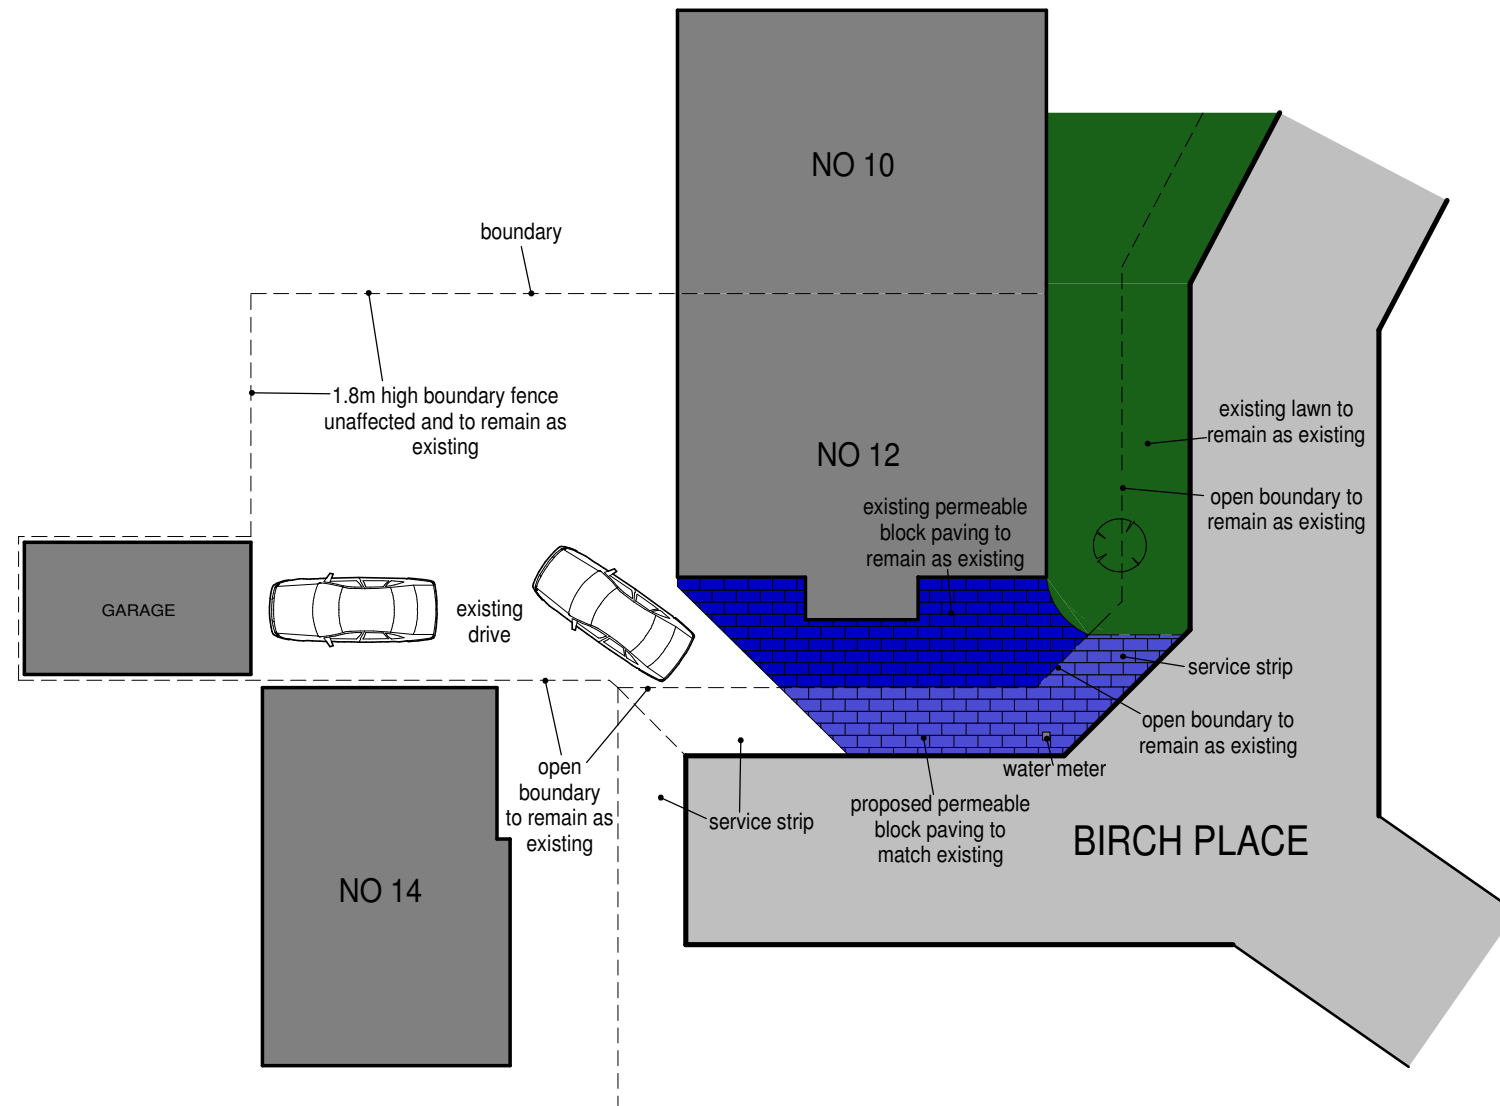 NO 10
boundary
1.8m high boundary fence
unaffected and to remain as
existing
existing lawn to
remain as existing
NO 12
open boundary to
remain as existing
existing permeable
block paving to
remain as existing
GARAGE
existing
drive
service strip
open boundary to
remain as existing
water meter
open
boundary
to remain as
existing
service strip
proposed permeable
block paving to
match existing
BIRCH PLACE
NO 14